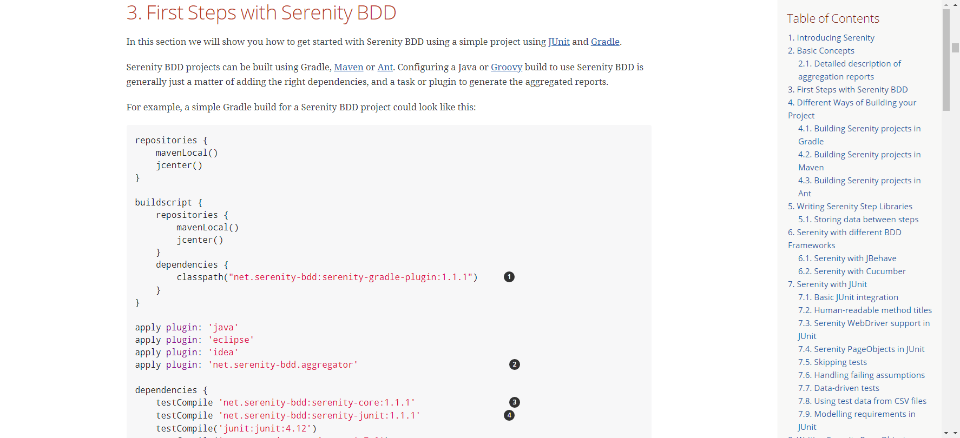 3. First Steps with Serenity BDD
In this section we will show you how to get started with Serenity BDD using a simple project using JUnit and Gradle.
Serenity BDD projects can be built using Gradle, Maven or Ant. Configuring a Java or Groovy build to use Serenity BDD is
generally just a matter of adding the right dependencies, and a task or plugin to generate the aggregated reports.
For example, a simple Gradle build for a Serenity BDD project could look like this:
repositories {
    mavenLocal()
    jcenter()
}
buildscript {
    repositories {
        mavenLocal()
        jcenter()
    }
    dependencies {
        classpath("net.serenity-bdd:serenity-gradle-plugin:1.1.1") 1
    }
}
apply plugin: 'java'
apply plugin: 'eclipse'
apply plugin: 'idea'
apply plugin: 'net.serenity-bdd.aggregator' 2
dependencies {
    testCompile 'net.serenity-bdd:serenity-core:1.1.1' 3
    testCompile 'net.serenity-bdd:serenity-junit:1.1.1' 4
    testCompile('junit:junit:4.12')
Table of Contents
1. Introducing Serenity
2. Basic Concepts
2.1. Detailed description of
aggregation reports
3. First Steps with Serenity BDD
4. Different Ways of Building your
Project
4.1. Building Serenity projects in
Gradle
4.2. Building Serenity projects in
Maven
4.3. Building Serenity projects in
Ant
5. Writing Serenity Step Libraries
5.1. Storing data between steps
6. Serenity with different BDD
Frameworks
6.1. Serenity with JBehave
6.2. Serenity with Cucumber
7. Serenity with JUnit
7.1. Basic JUnit integration
7.2. Human-readable method titles
7.3. Serenity WebDriver support in
JUnit
7.4. Serenity PageObjects in JUnit
7.5. Skipping tests
7.6. Handling failing assumptions
7.7. Data-driven tests
7.8. Using test data from CSV files
7.9. Modelling requirements in
JUnit